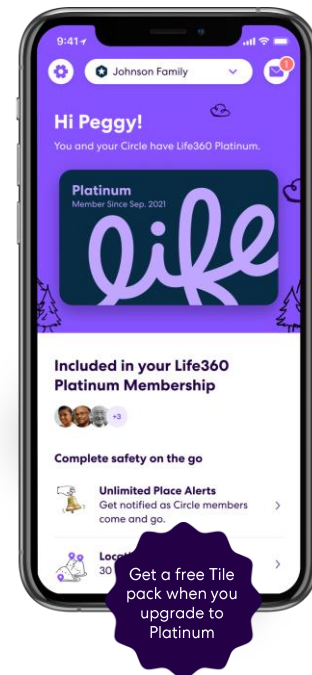 9:41
Johnson Family
1
Hi Peggy!
You and your Circle have Life360 Platinum.
Platinum
Member Since Sep. 2021
life
Included in your Life360
Platinum Membership
+3
Complete safety on the go
Unlimited Place Alerts
Get notified as Circle members
come and go.
30
Get a free Tile
pack when you
upgrade to
Platinum